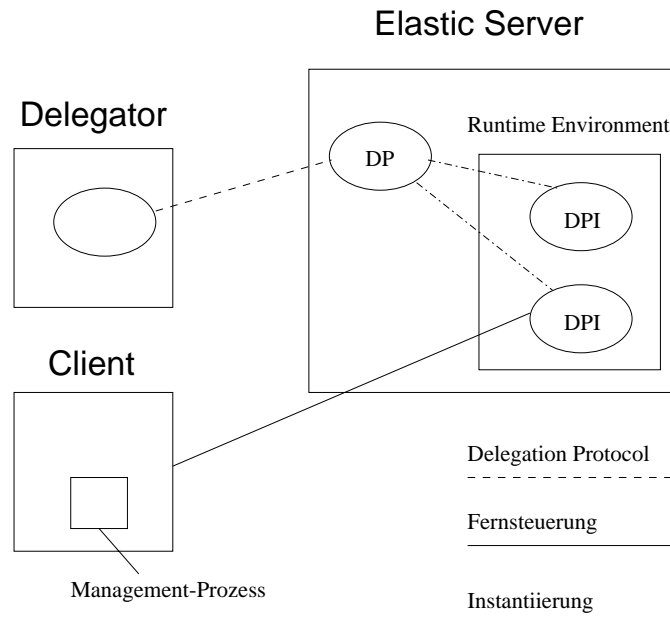 Elastic Server
Delegator
Runtime Environment
DP
DPI
DPI
Client
Delegation Protocol
Fernsteuerung
Management-Prozess
Instantiierung